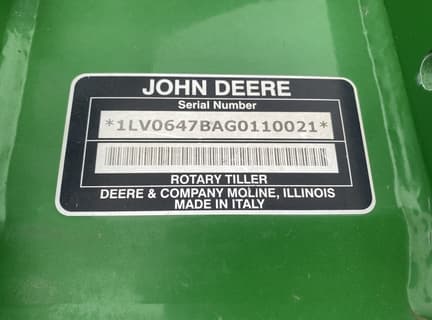 JOHN DEERE
Serial Number
*1LV0647BAG0110021*
ROTARY TILLER
DEERE & COMPANY MOLINE, ILLINOIS
MADE IN ITALY